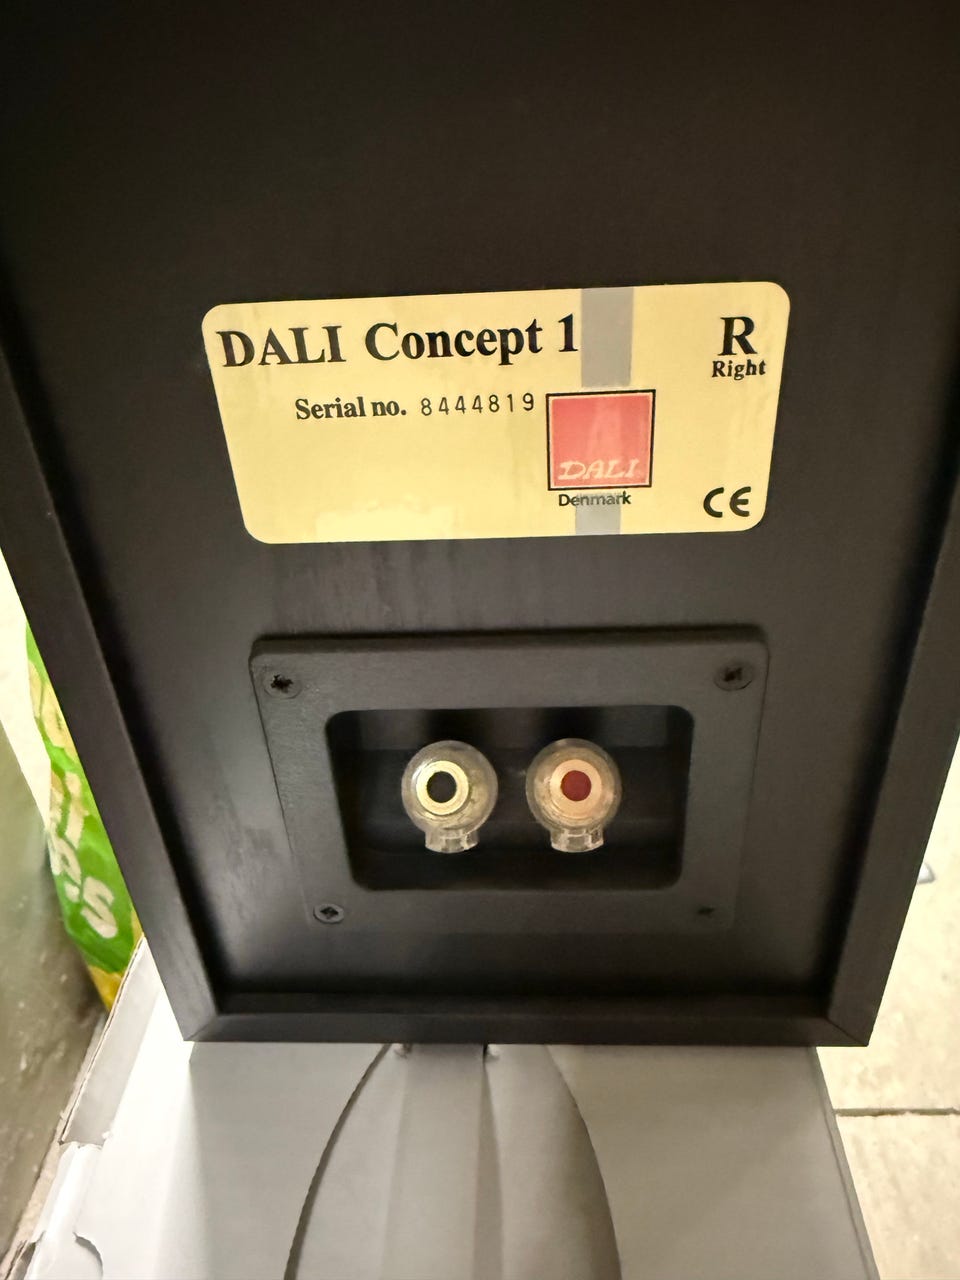 DALI Concept 1
R
Right
Serial no. 8444819
DALI
Denmark
CE